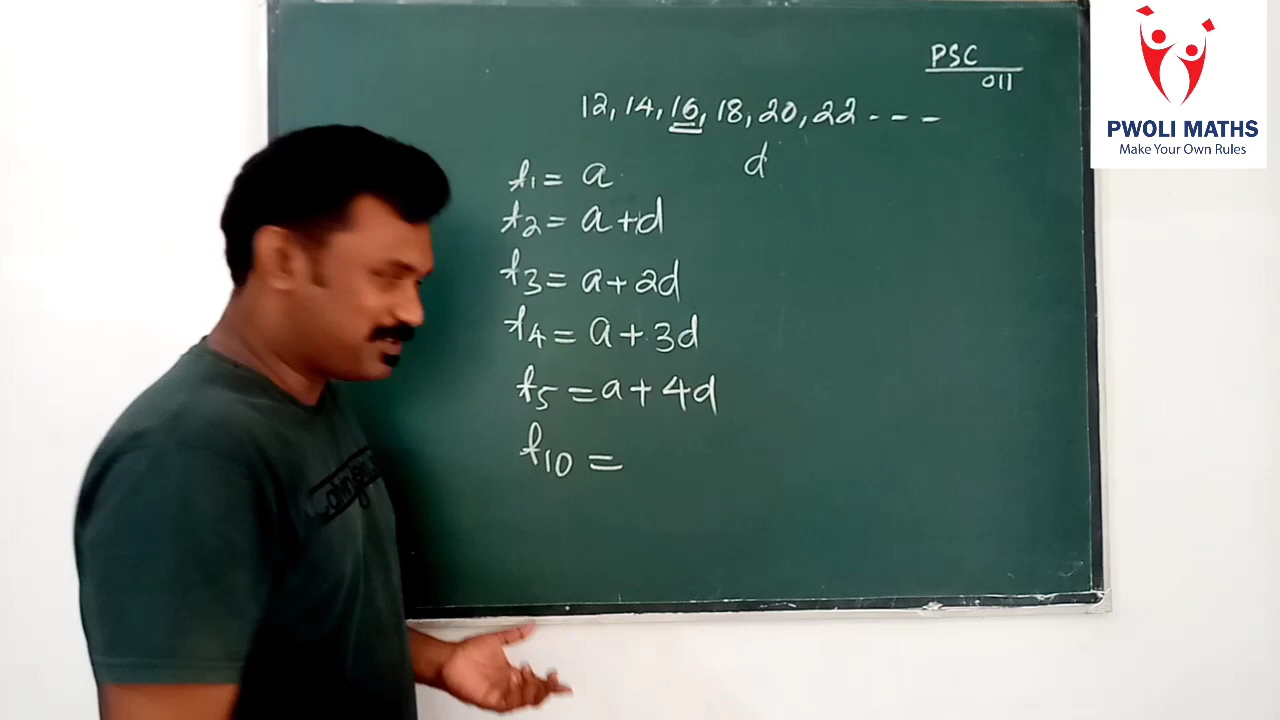 PSC
011
12, 14, 16, 18, 20, 22 - - -
d
t1 = a
t2 = a + d
t3 = a + 2d
t4 = a + 3d
t5 = a + 4d
t10 =
PWOLI MATHS
Make Your Own Rules